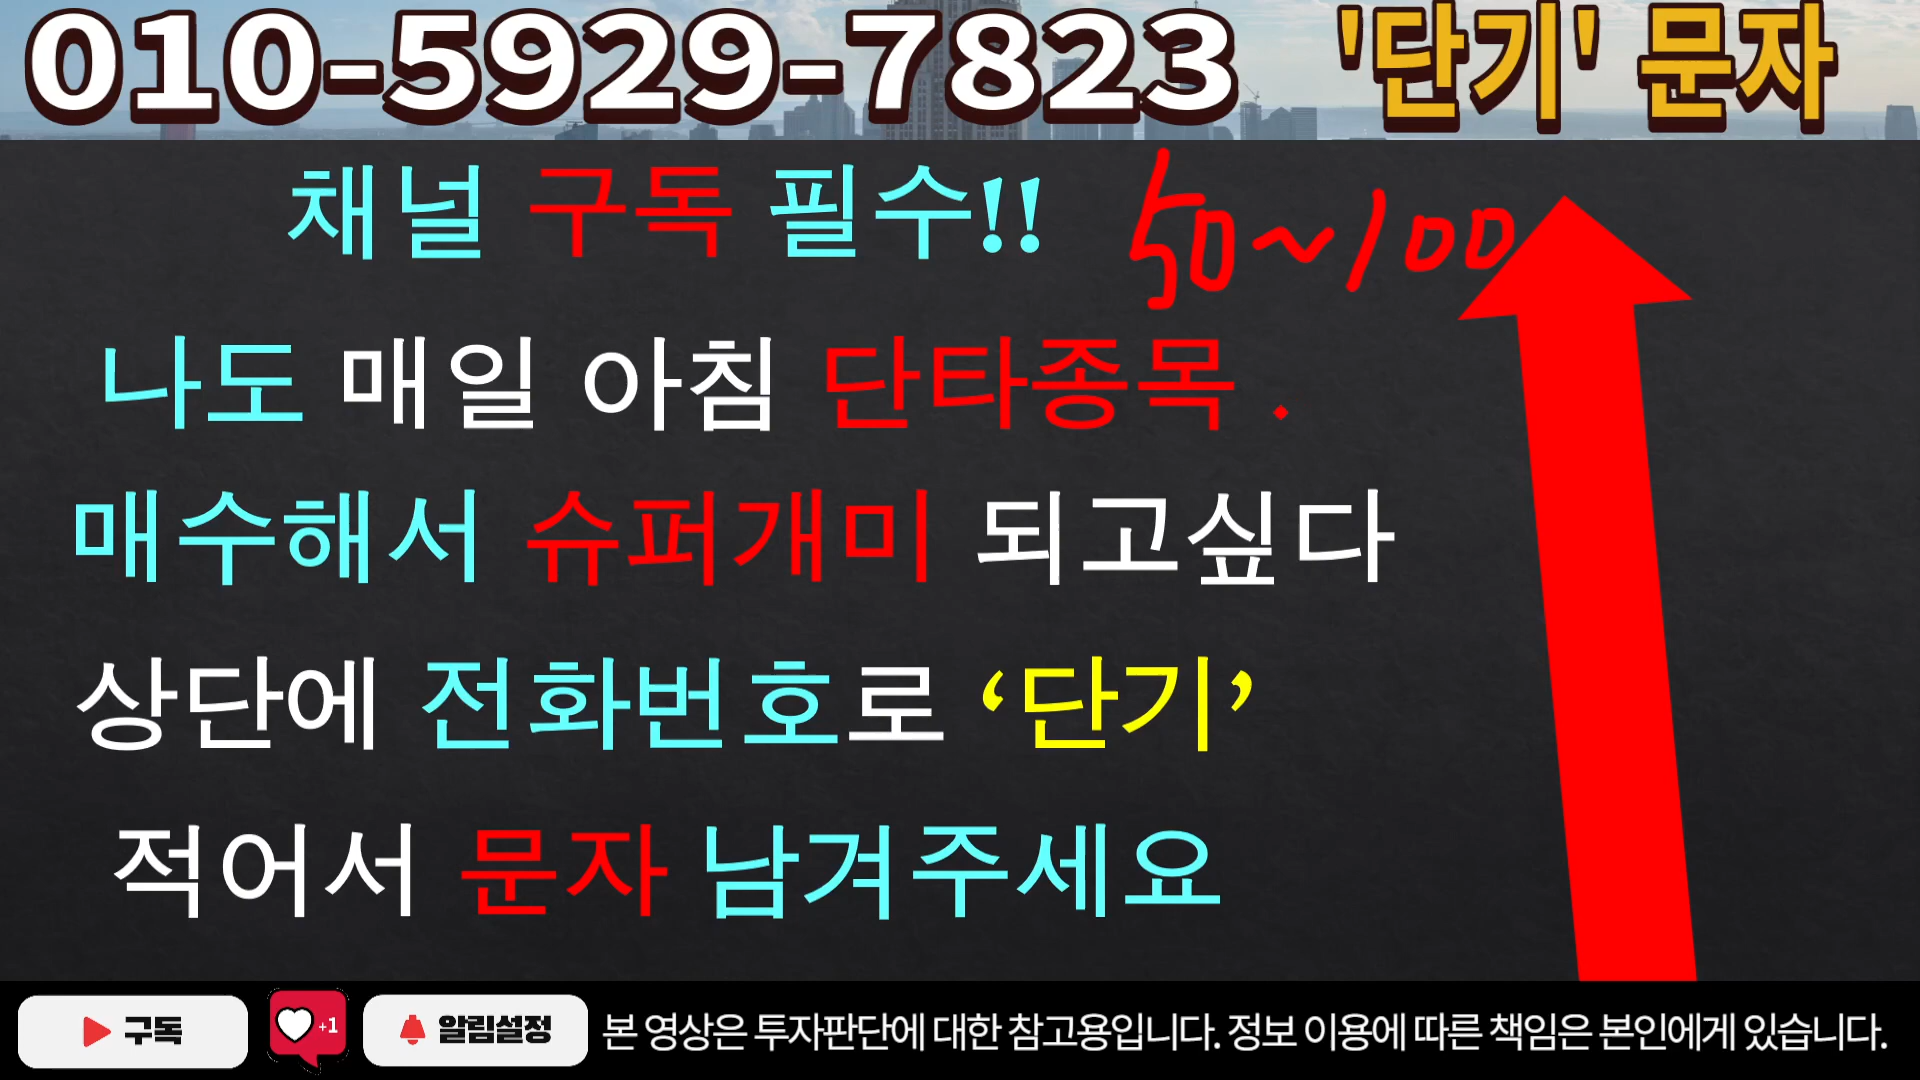 010-5929-7823 '단기' 문자
채널 구독 필수!! 50~100
나도 매일 아침 단타종목 .
매수해서 슈퍼개미 되고싶다
상단에 전화번호로 ‘단기’
적어서 문자 남겨주세요
구독 +1 알림설정 본 영상은 투자판단에 대한 참고용입니다. 정보 이용에 따른 책임은 본인에게 있습니다.